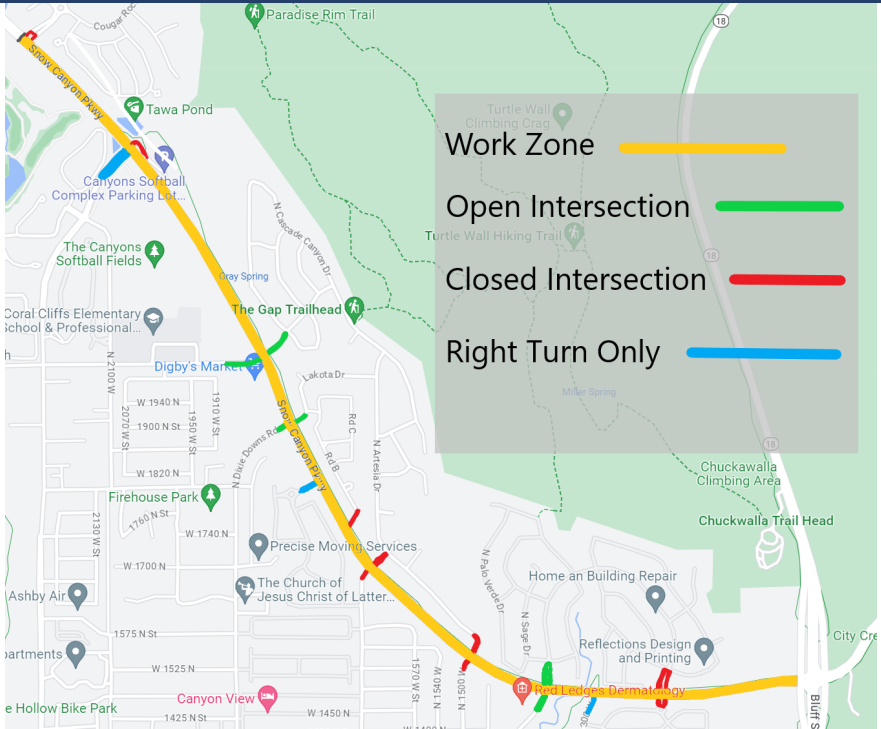 Paradise Rim Trail
18
Snow Canyon Pkwy
Tawa Pond
Canyons Softball
Complex Parking Lot...
Turtle Wall
Climbing Crag
Work Zone
Open Intersection
Turtle Wall Hiking Trail
18
Closed Intersection
Right Turn Only
Miller Spring
18
N Cascade Canyon Dr
The Canyons
Softball Fields
Gray Spring
The Gap Trailhead
Coral Cliffs Elementary
School & Professional...
Digby's Market
Lakota Dr
N 2100 W
2070 W St
1950 W St
1910 W St
W 1940 N
1900 N St
N Dixie Downs Rd
Snow Canyon Pkwy
Rd C
Rd B
N Artesia Dr
W 1820 N
Firehouse Park
Chuckawalla
Climbing Area
Chuckwalla Trail Head
2130 W St
1760 N St
W 1740 N
Precise Moving Services
W 1700 N
The Church of
Jesus Christ of Latter...
Ashby Air
N Palo Verde Dr
Home an Building Repair
N Sage Dr
1575 N St
Reflections Design
and Printing
City Cre
partments
W 1525 N
1570 W St
N 1540 W
N 1500 W
Canyon View
Red Ledges Dermatology
e Hollow Bike Park
1425 N St
W 1450 N
Bluff S